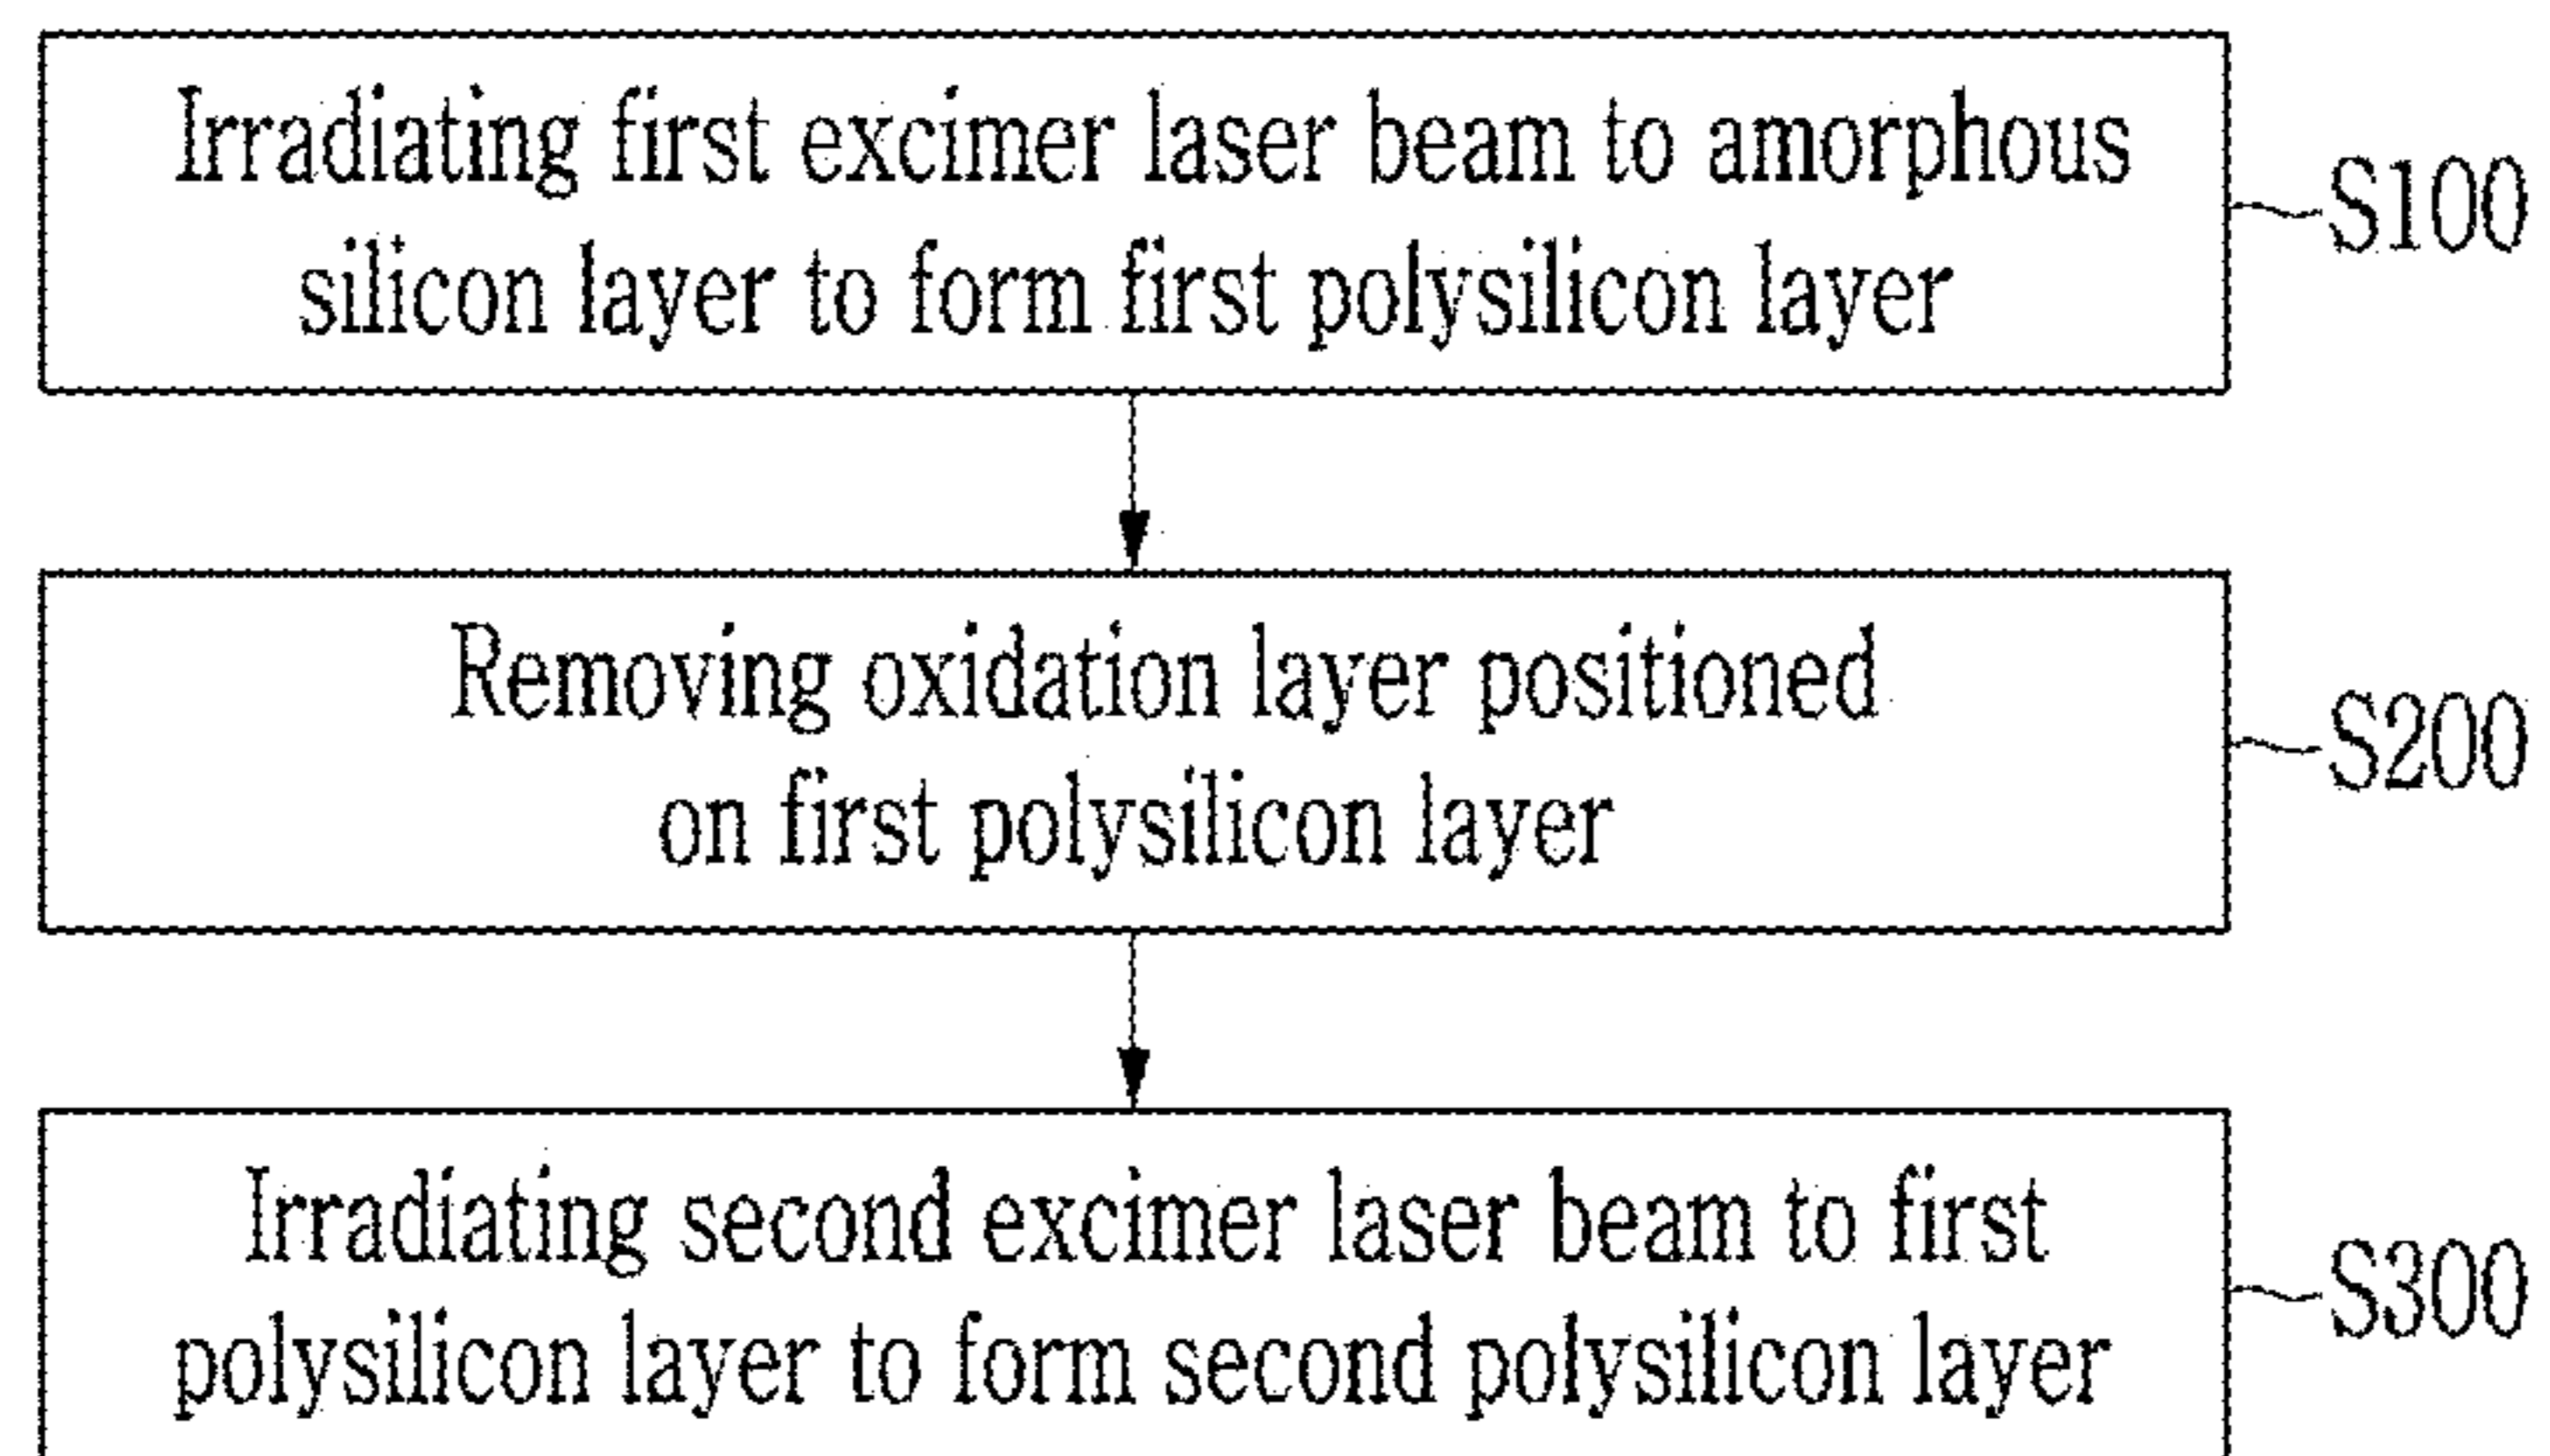 Irradiating first excimer laser beam to amorphous
silicon layer to form first polysilicon layer
S100
Removing oxidation layer positioned
on first polysilicon layer
S200
Irradiating second excimer laser beam to first
polysilicon layer to form second polysilicon layer
S300